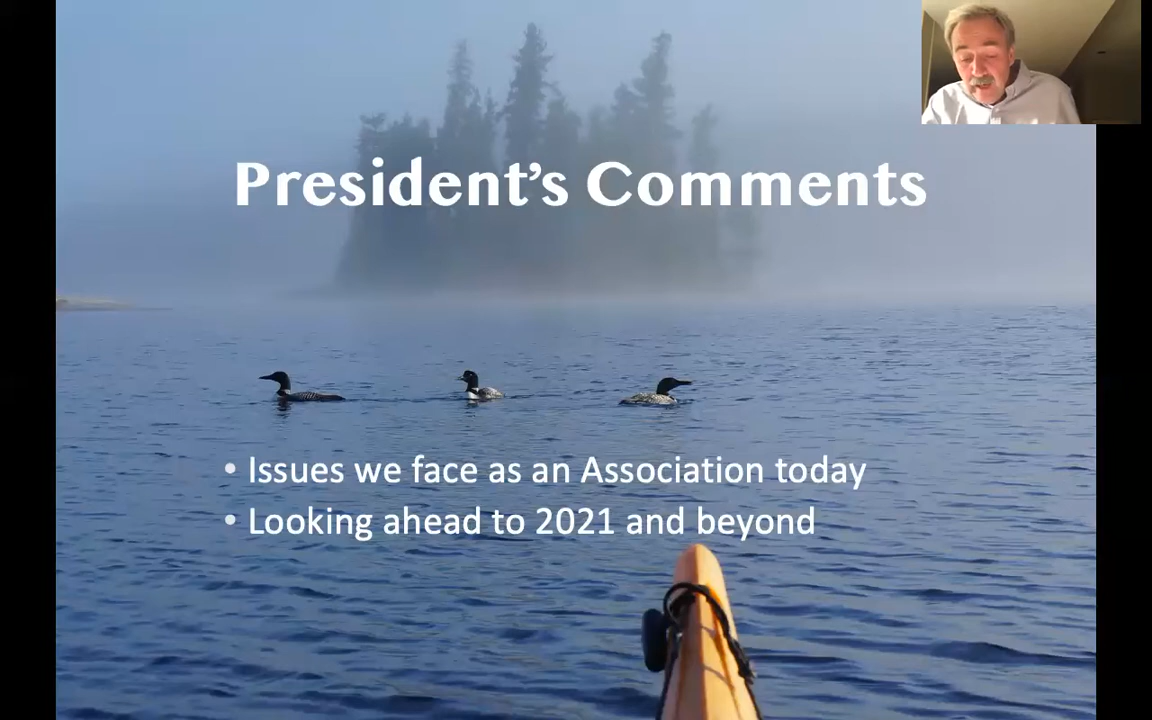 President’s Comments
• Issues we face as an Association today
• Looking ahead to 2021 and beyond